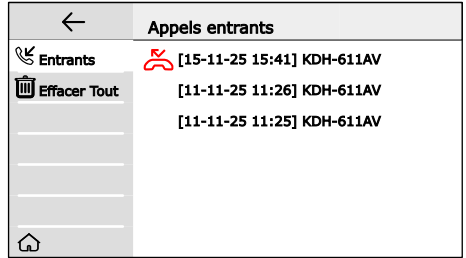 Appels entrants
Entrants
Effacer Tout
[15-11-25 15:41] KDH-611AV
[11-11-25 11:26] KDH-611AV
[11-11-25 11:25] KDH-611AV